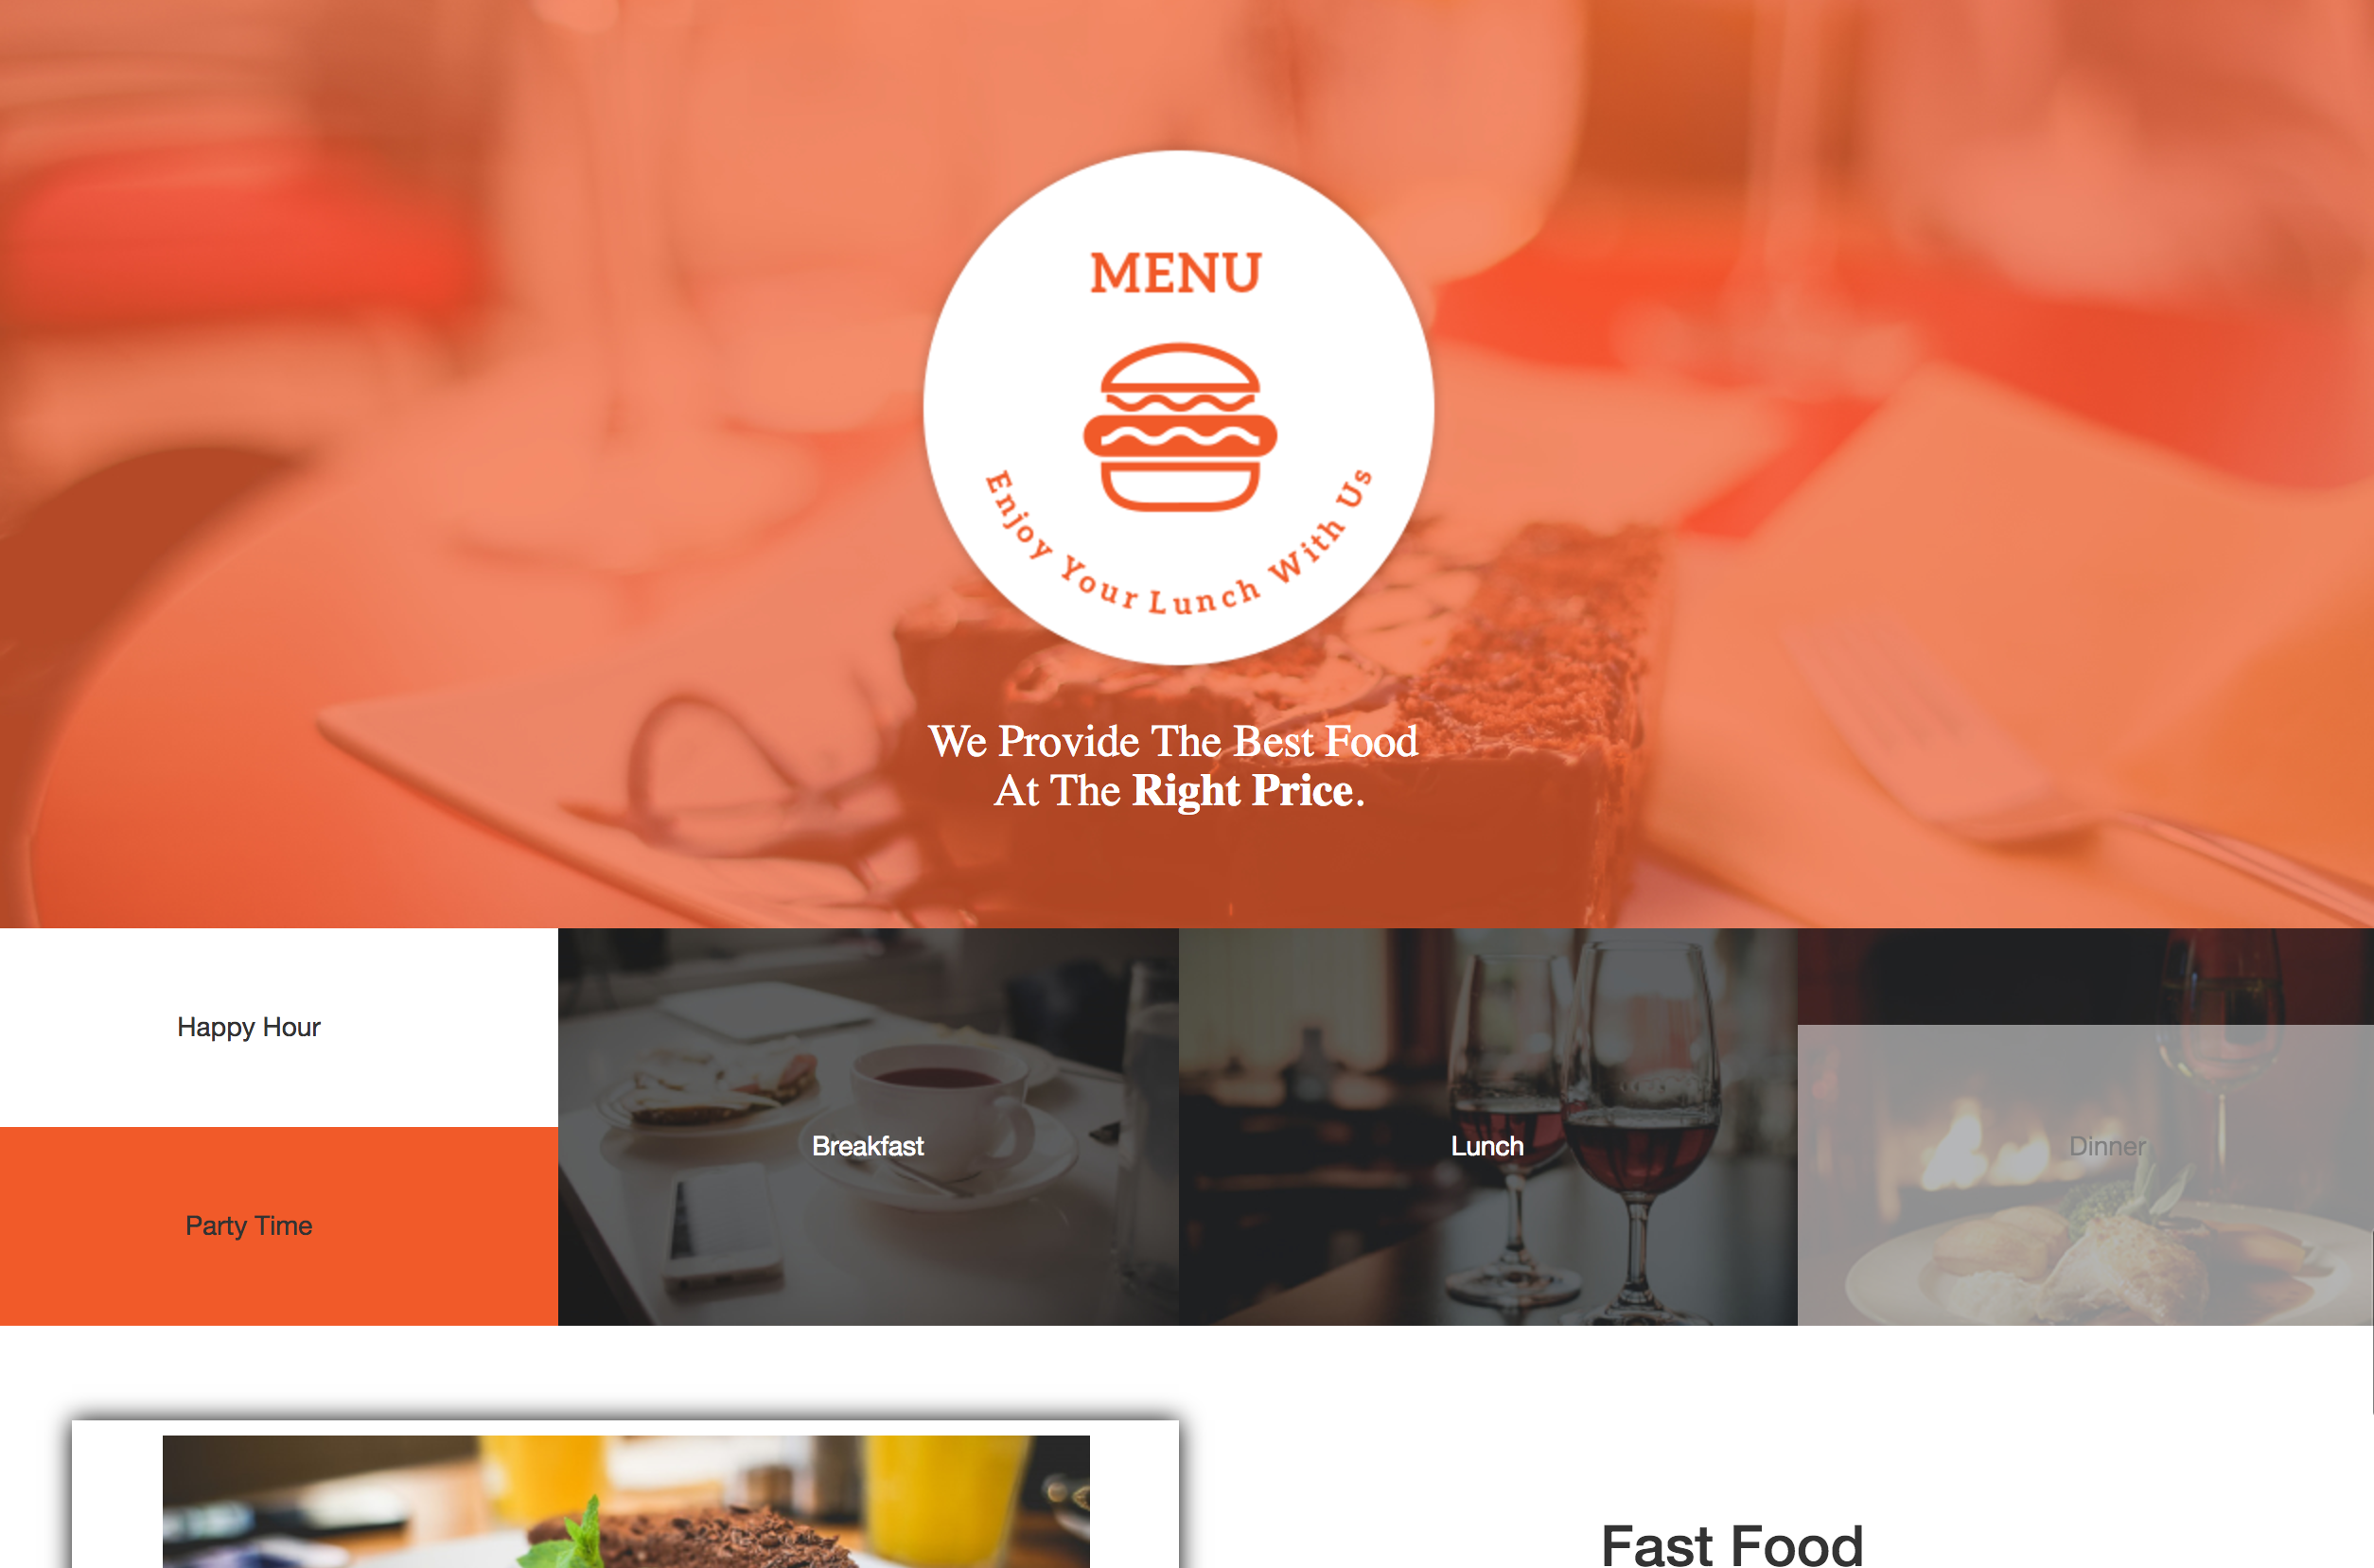 MENU
Enjoy Your Lunch With Us
We Provide The Best Food
At The Right Price.
Happy Hour
Party Time
Breakfast
Lunch
Dinner
Fast Food